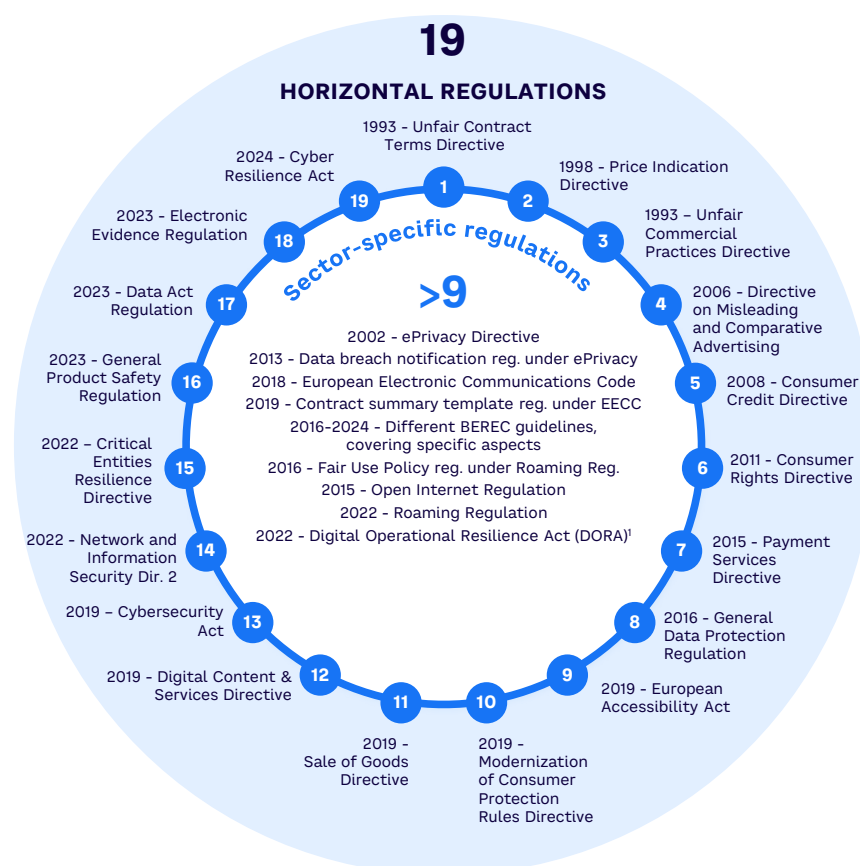 19
HORIZONTAL REGULATIONS
1993 - Unfair Contract
Terms Directive
1
1998 - Price Indication
Directive
2
1993 – Unfair
Commercial
Practices Directive
3
2006 - Directive
on Misleading
and Comparative
Advertising
4
2008 - Consumer
Credit Directive
5
2011 - Consumer
Rights Directive
6
2015 - Payment
Services
Directive
7
2016 - General
Data Protection
Regulation
8
2019 - European
Accessibility Act
9
2019 -
Modernization
of Consumer
Protection
Rules Directive
10
2019 -
Sale of Goods
Directive
11
2019 - Digital Content &
Services Directive
12
2019 – Cybersecurity
Act
13
2022 - Network and
Information
Security Dir. 2
14
2022 – Critical
Entities
Resilience
Directive
15
2023 - General
Product Safety
Regulation
16
2023 - Data Act
Regulation
17
2023 - Electronic
Evidence Regulation
18
2024 - Cyber
Resilience Act
19
Sector-specific regulations
>9
2002 - ePrivacy Directive
2013 - Data breach notification reg. under ePrivacy
2018 - European Electronic Communications Code
2019 - Contract summary template reg. under EECC
2016-2024 - Different BEREC guidelines,
covering specific aspects
2016 - Fair Use Policy reg. under Roaming Reg.
2015 - Open Internet Regulation
2022 - Roaming Regulation
2022 - Digital Operational Resilience Act (DORA)¹